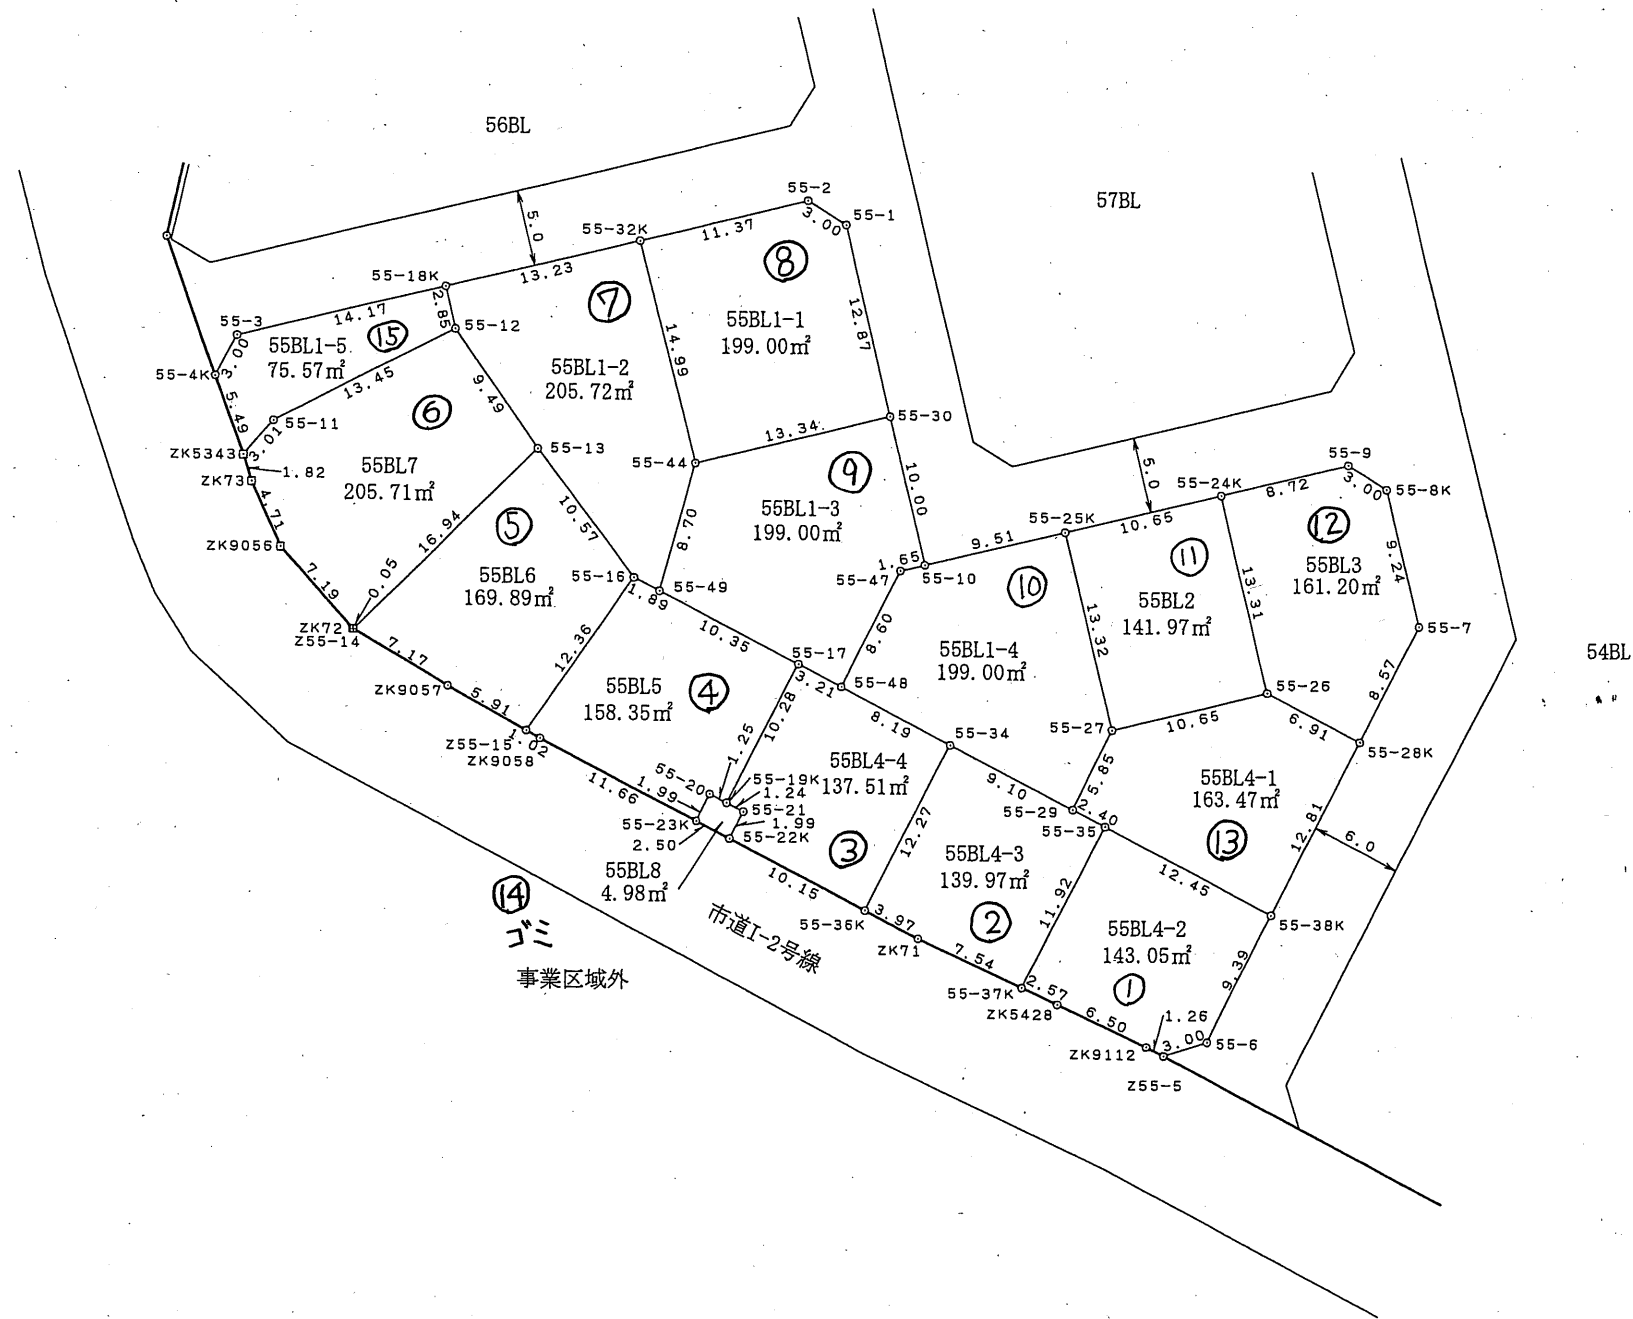 56BL
57BL
54BL
5.0
55-2
55-1
3.00
55-32K
11.37
⑧
55BL1-1
199.00㎡
12.87
55-18K
13.23
⑦
2.85
55-12
14.99
55BL1-2
205.72㎡
55-3
14.17
⑮
55BL1-5
75.57㎡
3.00
55-4K
13.45
9.49
5.49
55-11
⑥
3.01
ZK5343
1.82
ZK73
55BL7
205.71㎡
4.71
55-13
55-44
13.34
55-30
⑨
55BL1-3
199.00㎡
10.00
8.70
ZK9056
16.94
⑤
10.57
7.19
0.05
55BL6
169.89㎡
55-16
1.89
55-49
ZK72
Z55-14
7.17
12.36
10.35
ZK9057
5.91
1.65
55-47
55-10
9.51
55-25K
5.0
10.65
55-24K
8.72
55-9
3.00
55-8K
⑫
55BL3
161.20㎡
9.24
⑪
55BL2
141.97㎡
13.31
⑩
13.32
8.60
55BL1-4
199.00㎡
55-7
8.57
55-17
3.21
55-48
55BL5
158.35㎡
④
10.28
1.25
8.19
55-34
55-27
10.65
55-26
6.91
55-28K
Z55-15
1.02
ZK9058
11.66
55-20
1.99
55-19K
1.24
55-21
1.99
55-23K
2.50
55-22K
55BL8
4.98㎡
55BL4-4
137.51㎡
9.10
5.85
55-29
2.40
55-35
55BL4-1
163.47㎡
⑬
12.81
6.0
③
12.27
10.15
55BL4-3
139.97㎡
②
11.92
12.45
55-38K
⑭
ゴミ
事業区域外
市道I-2号線
55-36K
3.97
ZK71
7.54
55BL4-2
143.05㎡
①
9.39
55-37K
2.57
ZK5428
6.50
1.26
3.00
55-6
ZK9112
Z55-5